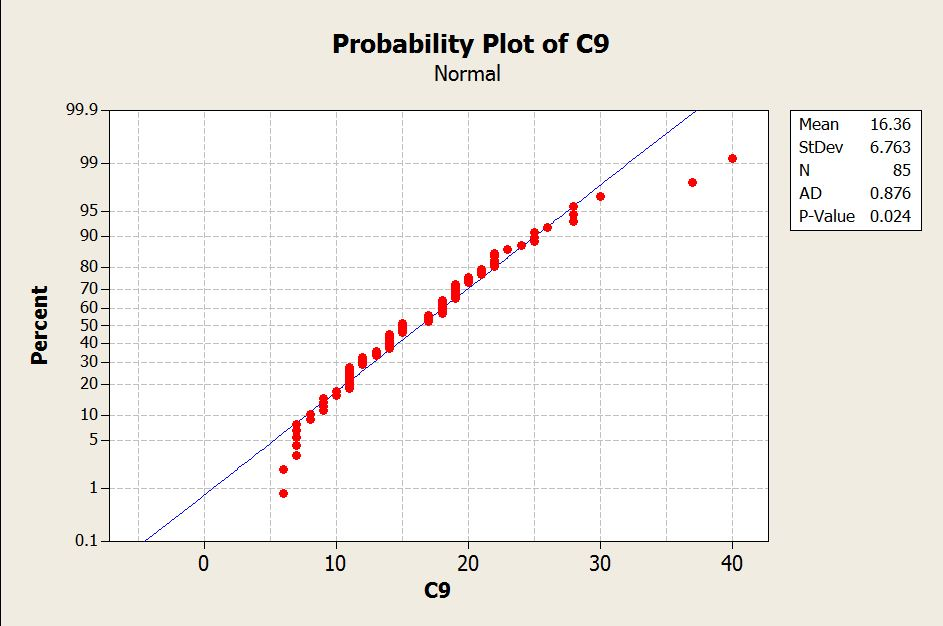 Probability Plot of C9
Normal
99.9
99
95
90
80
70
60
50
40
30
20
10
5
1
0.1
Percent
0 10 20 30 40
C9
Mean 16.36
StDev 6.763
N 85
AD 0.876
P-Value 0.024